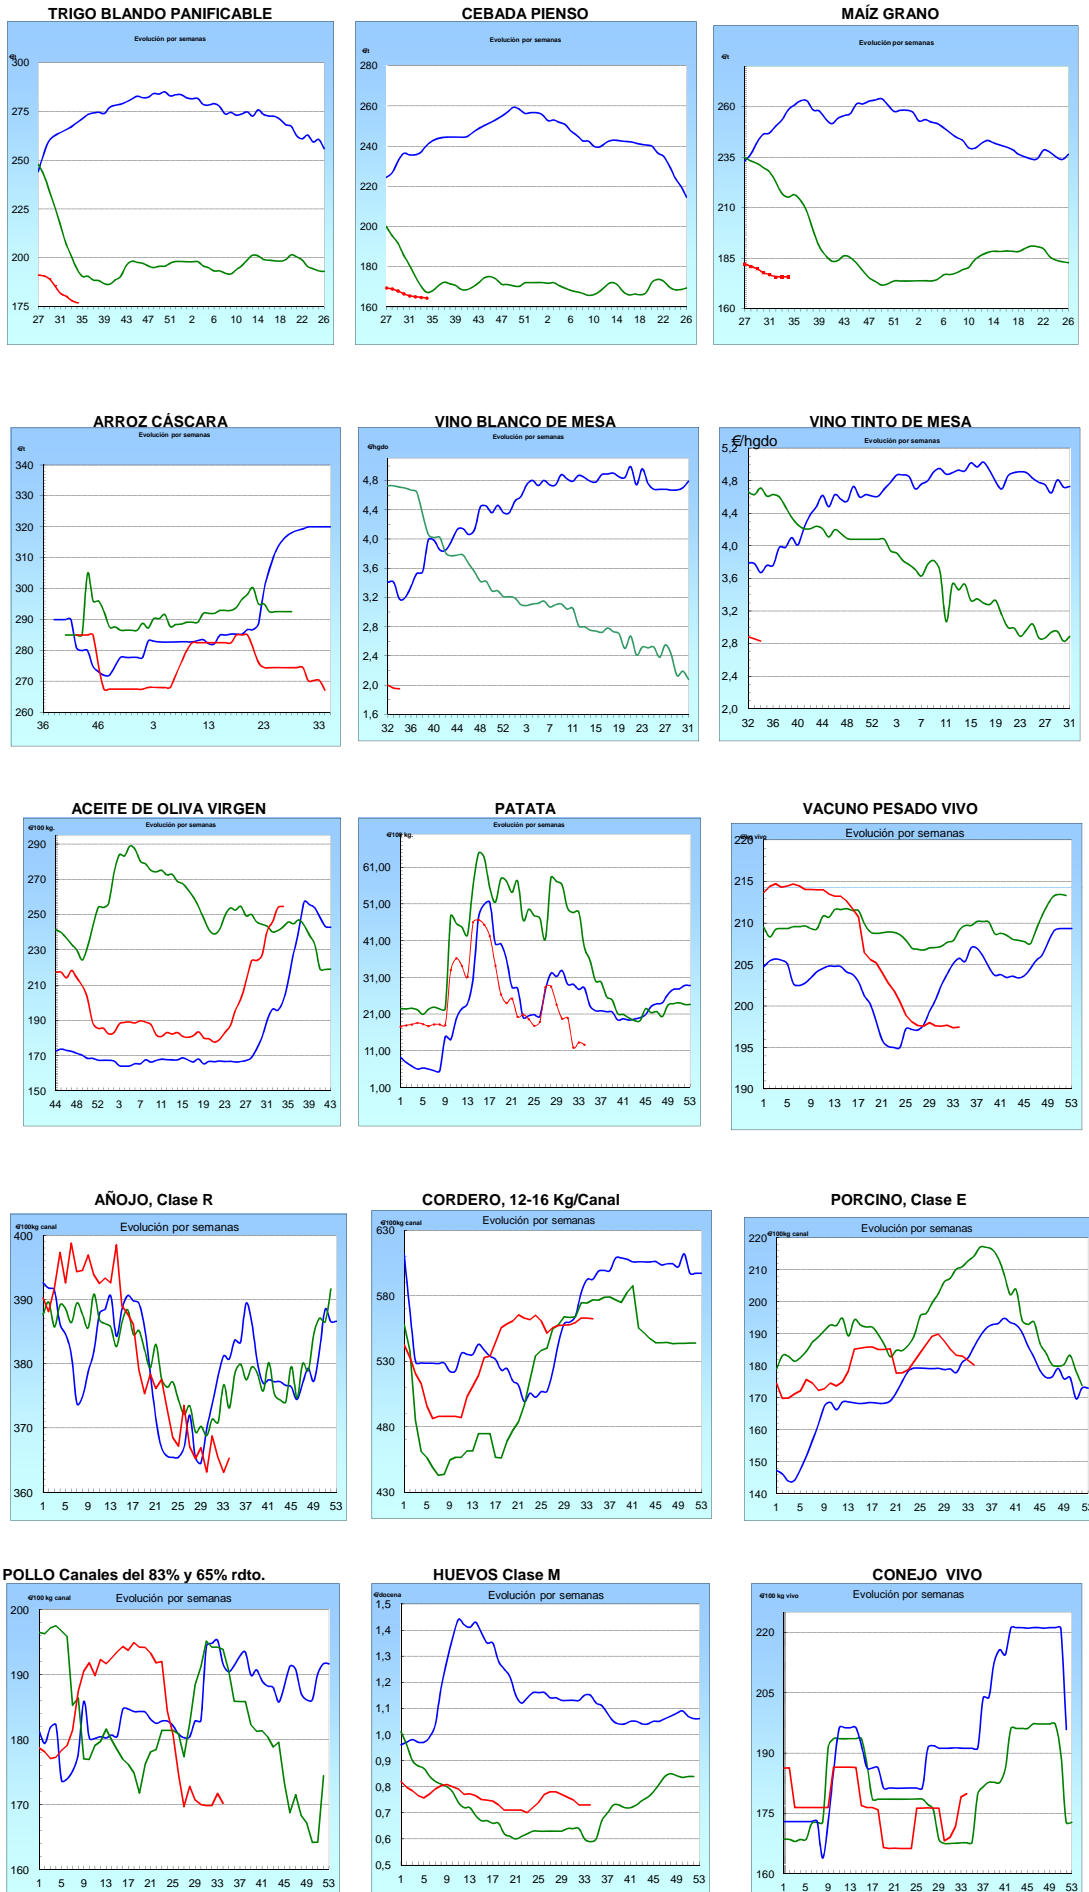 TRIGO BLANDO PANIFICABLE
Evolución por semanas
€/t
300
275
250
225
200
175
27 31 35 39 43 47 51 2 6 10 14 18 22 26
CEBADA PIENSO
Evolución por semanas
€/t
280
260
240
220
200
180
160
27 31 35 39 43 47 51 2 6 10 14 18 22 26
MAÍZ GRANO
Evolución por semanas
€/t
260
235
210
185
160
27 31 35 39 43 47 51 2 6 10 14 18 22 26
ARROZ CÁSCARA
Evolución por semanas
€/t
340
330
320
310
300
290
280
270
260
36 46 3 13 23 33
VINO BLANCO DE MESA
Evolución por semanas
€/hgdo
4,8
4,4
4,0
3,6
3,2
2,8
2,4
2,0
1,6
32 36 40 44 48 52 3 7 11 15 19 23 27 31
VINO TINTO DE MESA
Evolución por semanas
€/hgdo
5,2
4,8
4,4
4,0
3,6
3,2
2,8
2,4
2,0
32 36 40 44 48 52 3 7 11 15 19 23 27 31
ACEITE DE OLIVA VIRGEN
Evolución por semanas
€/100 kg.
290
270
250
230
210
190
170
150
44 48 52 3 7 11 15 19 23 27 31 35 39 43
PATATA
Evolución por semanas
€/100 kg.
61,00
51,00
41,00
31,00
21,00
11,00
1,00
1 5 9 13 17 21 25 29 33 37 41 45 49 53
VACUNO PESADO VIVO
Evolución por semanas
220
215
210
205
200
195
190
1 5 9 13 17 21 25 29 33 37 41 45 49 53
AÑOJO, Clase R
Evolución por semanas
€/100kg canal
400
390
380
370
360
1 5 9 13 17 21 25 29 33 37 41 45 49 53
CORDERO, 12-16 Kg/Canal
Evolución por semanas
€/100kg canal
630
580
530
480
430
1 5 9 13 17 21 25 29 33 37 41 45 49 53
PORCINO, Clase E
Evolución por semanas
€/100kg canal
220
210
200
190
180
170
160
150
140
1 5 9 13 17 21 25 29 33 37 41 45 49
POLLO Canales del 83% y 65% rdto.
Evolución por semanas
€/100 kg canal
200
190
180
170
160
1 5 9 13 17 21 25 29 33 37 41 45 49 53
HUEVOS Clase M
Evolución por semanas
€/docena
1,5
1,4
1,3
1,2
1,1
1,0
0,9
0,8
0,7
0,6
0,5
1 5 9 13 17 21 25 29 33 37 41 45 49 53
CONEJO VIVO
Evolución por semanas
€/100 kg vivo
220
205
190
175
160
1 5 9 13 17 21 25 29 33 37 41 45 49 53